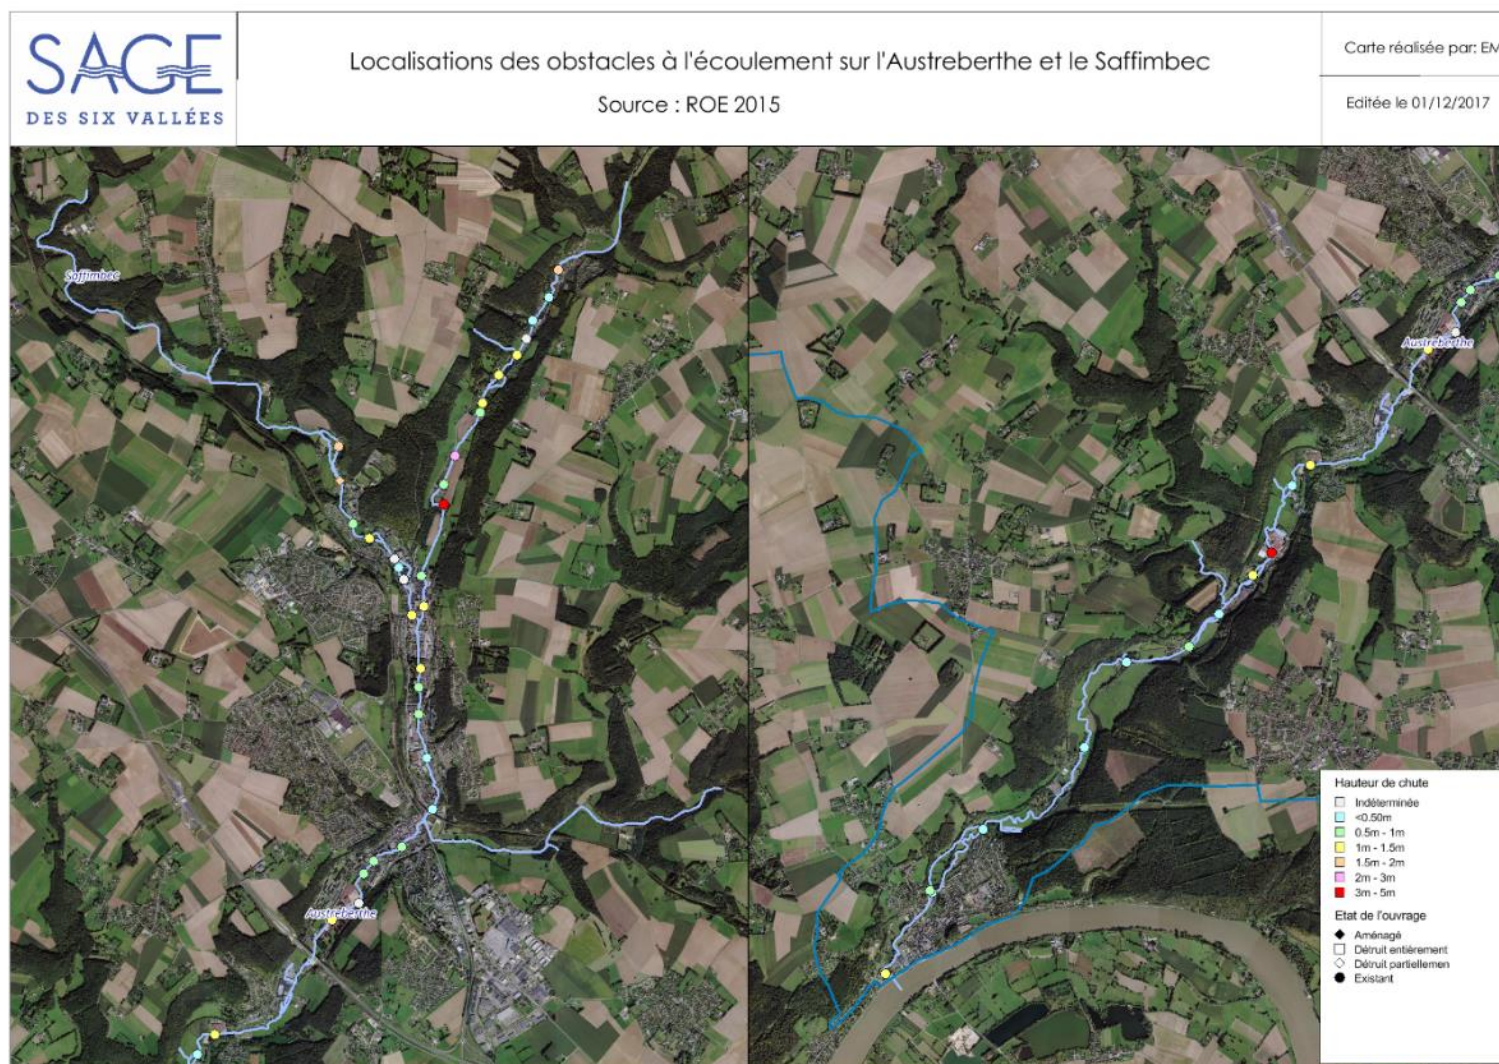 SAGE
DES SIX VALLÉES
Localisations des obstacles à l'écoulement sur l'Austreberthe et le Saffimbec
Source : ROE 2015
Carte réalisée par: EM
Editée le 01/12/2017
Saffimbec
Austreberthe
Austreberthe
Hauteur de chute
Indéterminée
<0.50m
0.5m - 1m
1m - 1.5m
1.5m - 2m
2m - 3m
3m - 5m
Etat de l'ouvrage
Aménagé
Détruit entièrement
Détruit partiellemen
Existant